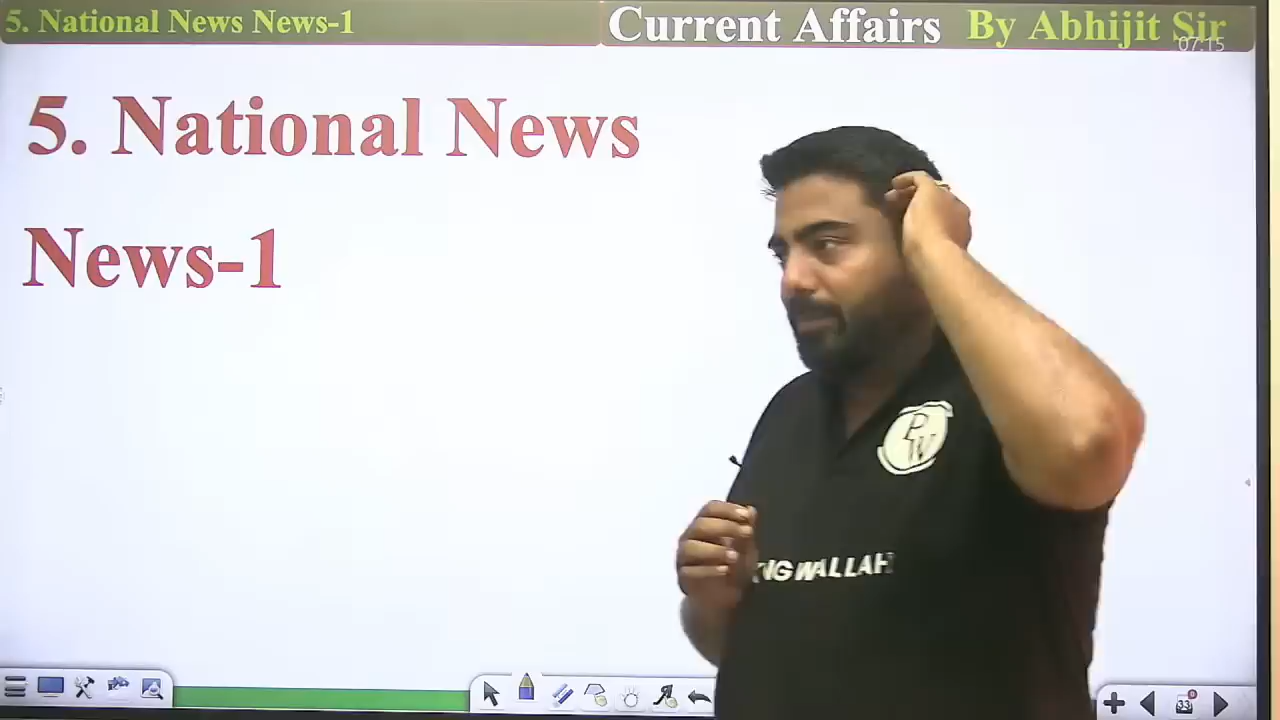 5. National News News-1
Current Affairs By Abhijit Sir
07:15
5. National News
News-1
PW
WALLAH
33